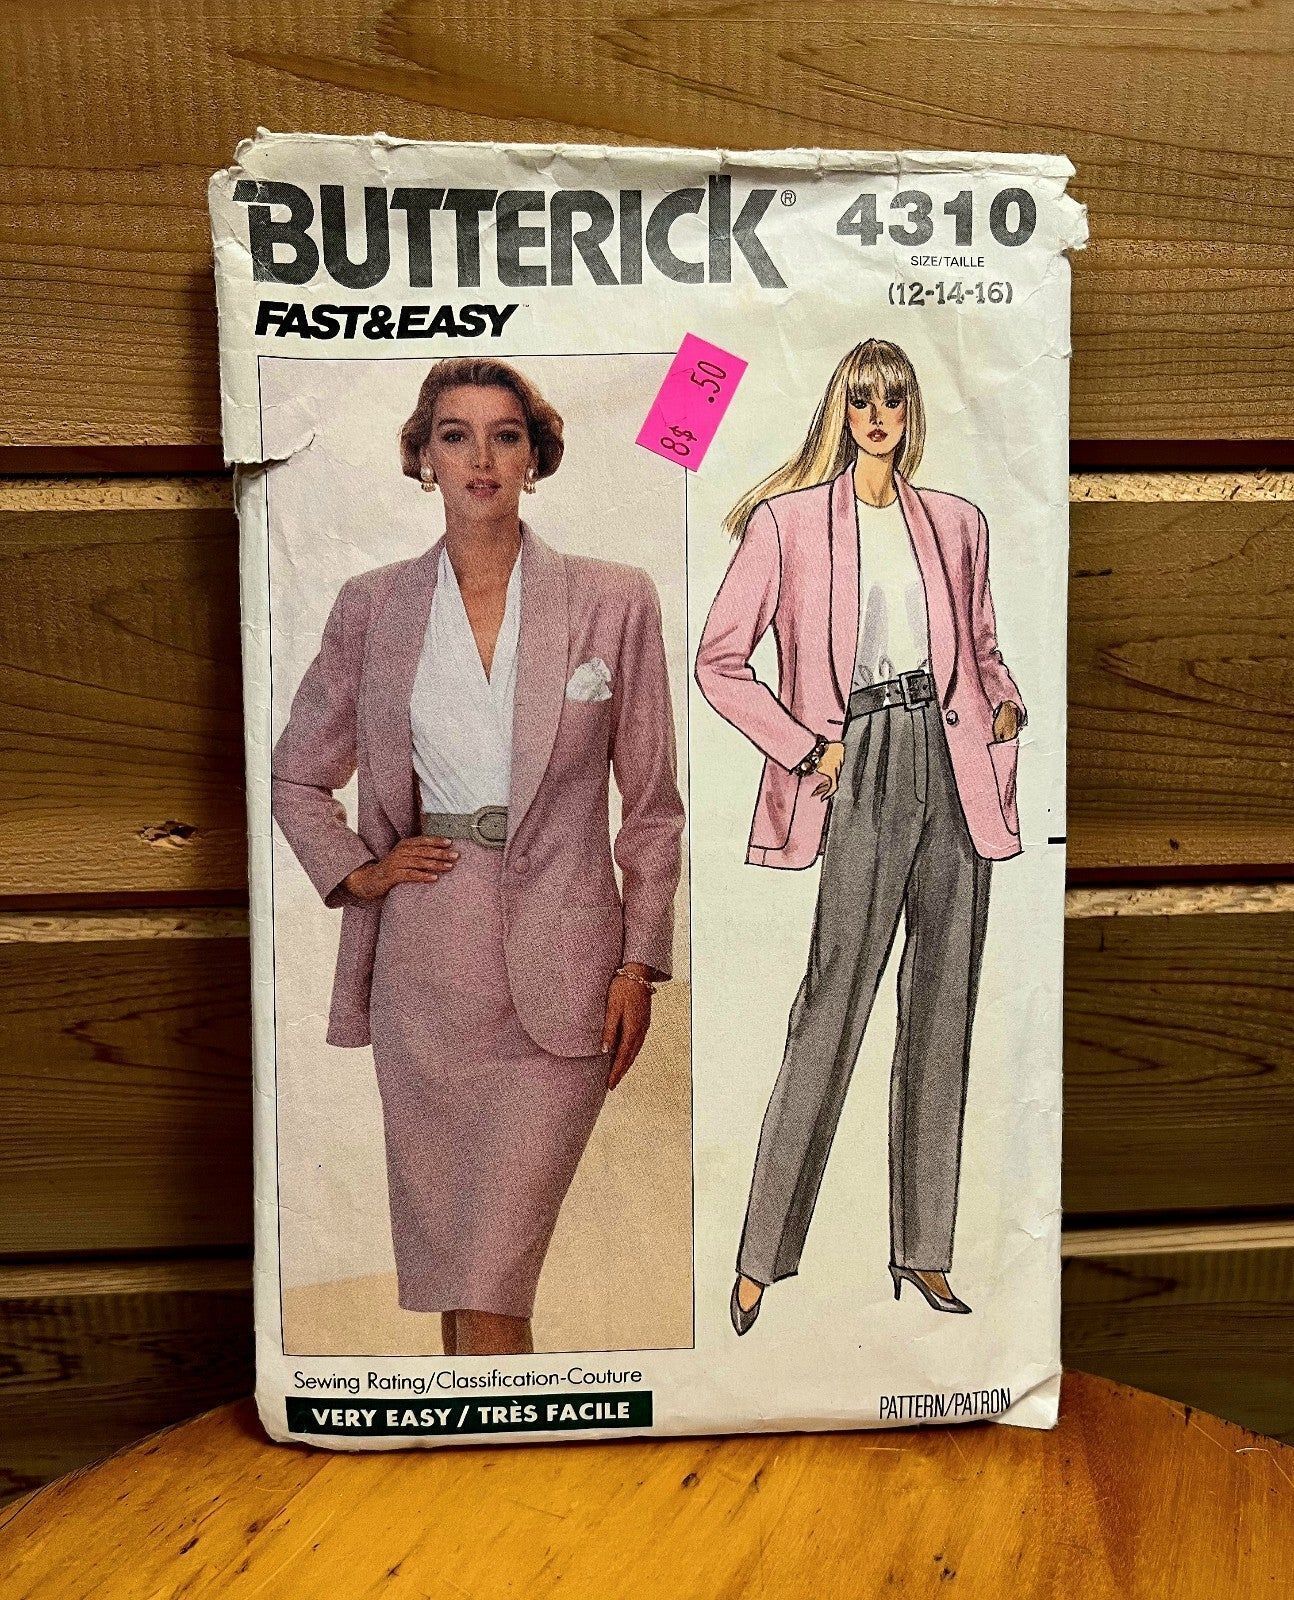 BUTTERICK® 4310
SIZE/TAILLE
(12-14-16)
FAST&EASY™
8$ .50
Sewing Rating/Classification-Couture
VERY EASY / TRÈS FACILE
PATTERN/PATRON